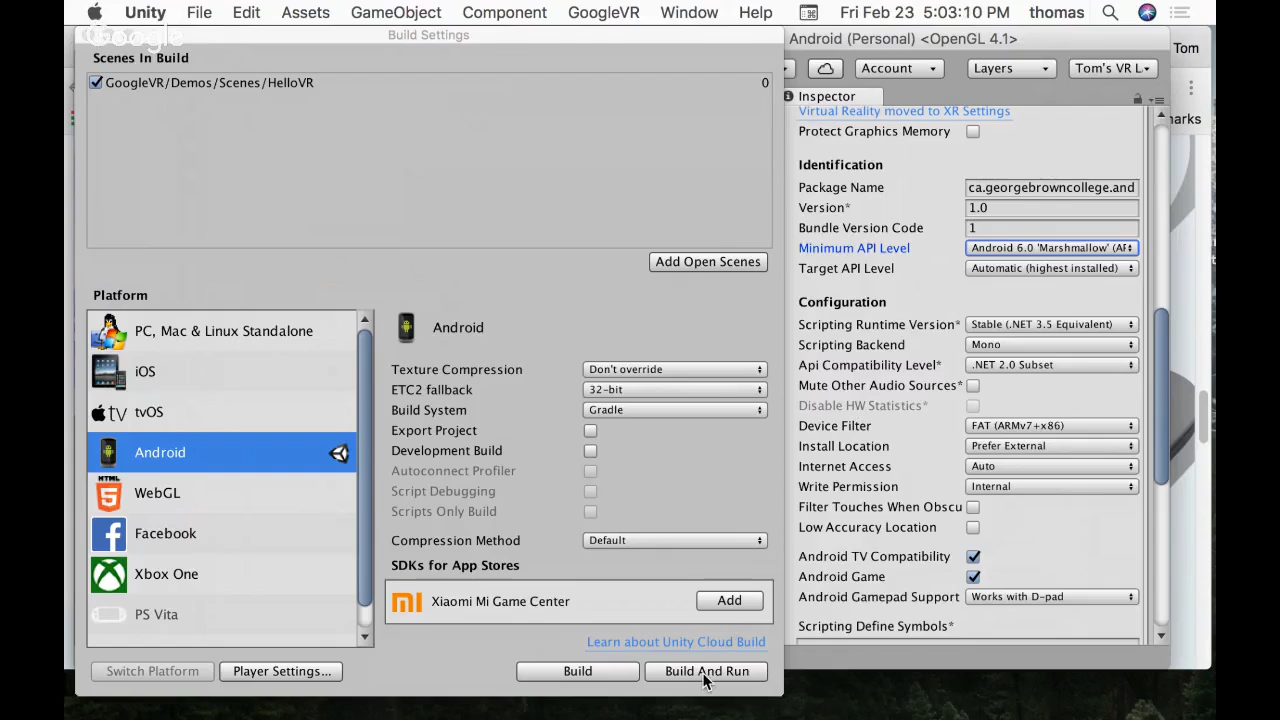 Unity File Edit Assets GameObject Component GoogleVR Window Help Fri Feb 23 5:03:10 PM thomas
Google
Build Settings
Scenes In Build
GoogleVR/Demos/Scenes/HelloVR 0
Add Open Scenes
Platform
PC, Mac & Linux Standalone
iOS
tv tvOS
Android
HTML WebGL
Facebook
Xbox One
PS Vita
Switch Platform
Player Settings...
Android
Texture Compression Don't override
ETC2 fallback 32-bit
Build System Gradle
Export Project
Development Build
Autoconnect Profiler
Script Debugging
Scripts Only Build
Compression Method Default
SDKs for App Stores
MI Xiaomi Mi Game Center Add
Learn about Unity Cloud Build
Build Build And Run
Android (Personal) <OpenGL 4.1>
Account Layers Tom's VR L
Inspector
Virtual Reality moved to XR Settings
Protect Graphics Memory
Identification
Package Name ca.georgebrowncollege.and
Version* 1.0
Bundle Version Code 1
Minimum API Level Android 6.0 'Marshmallow' (AP
Target API Level Automatic (highest installed)
Configuration
Scripting Runtime Version* Stable (.NET 3.5 Equivalent)
Scripting Backend Mono
Api Compatibility Level* .NET 2.0 Subset
Mute Other Audio Sources*
Disable HW Statistics*
Device Filter FAT (ARMv7+x86)
Install Location Prefer External
Internet Access Auto
Write Permission Internal
Filter Touches When Obscu
Low Accuracy Location
Android TV Compatibility
Android Game
Android Gamepad Support Works with D-pad
Scripting Define Symbols*
Tom
arks